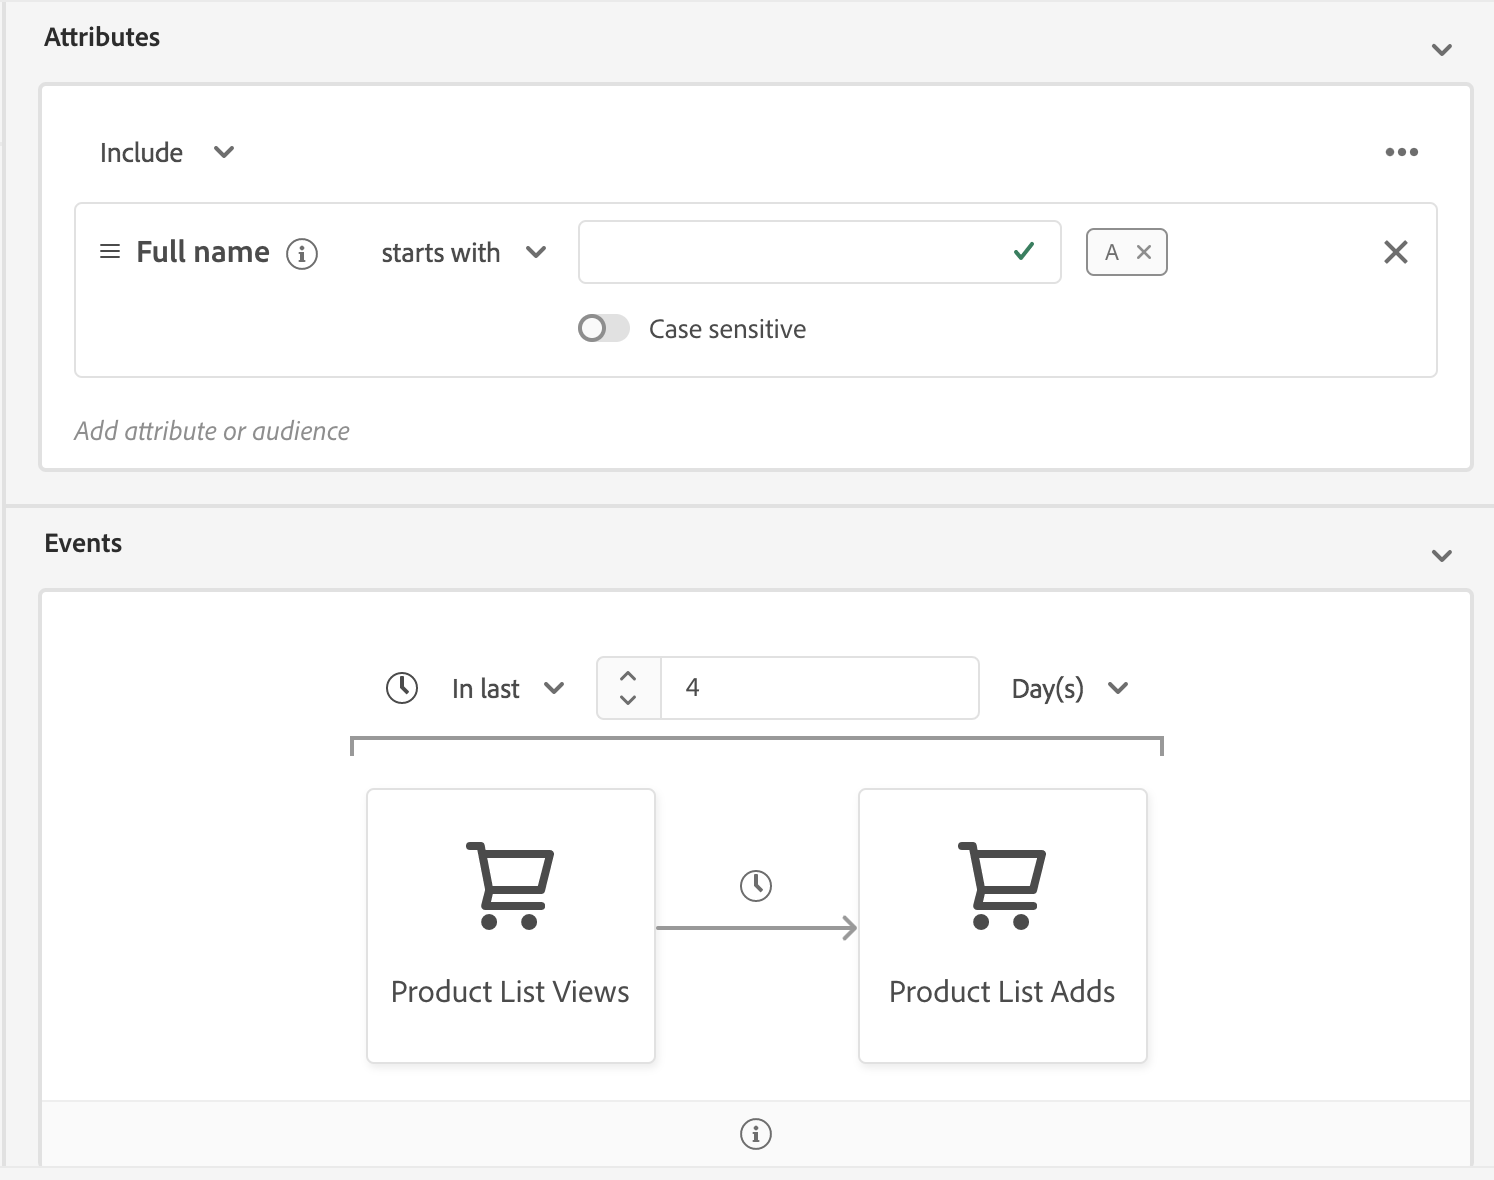 Attributes
Include
Full name starts with A
Case sensitive
Add attribute or audience
Events
In last 4 Day(s)
Product List Views
Product List Adds